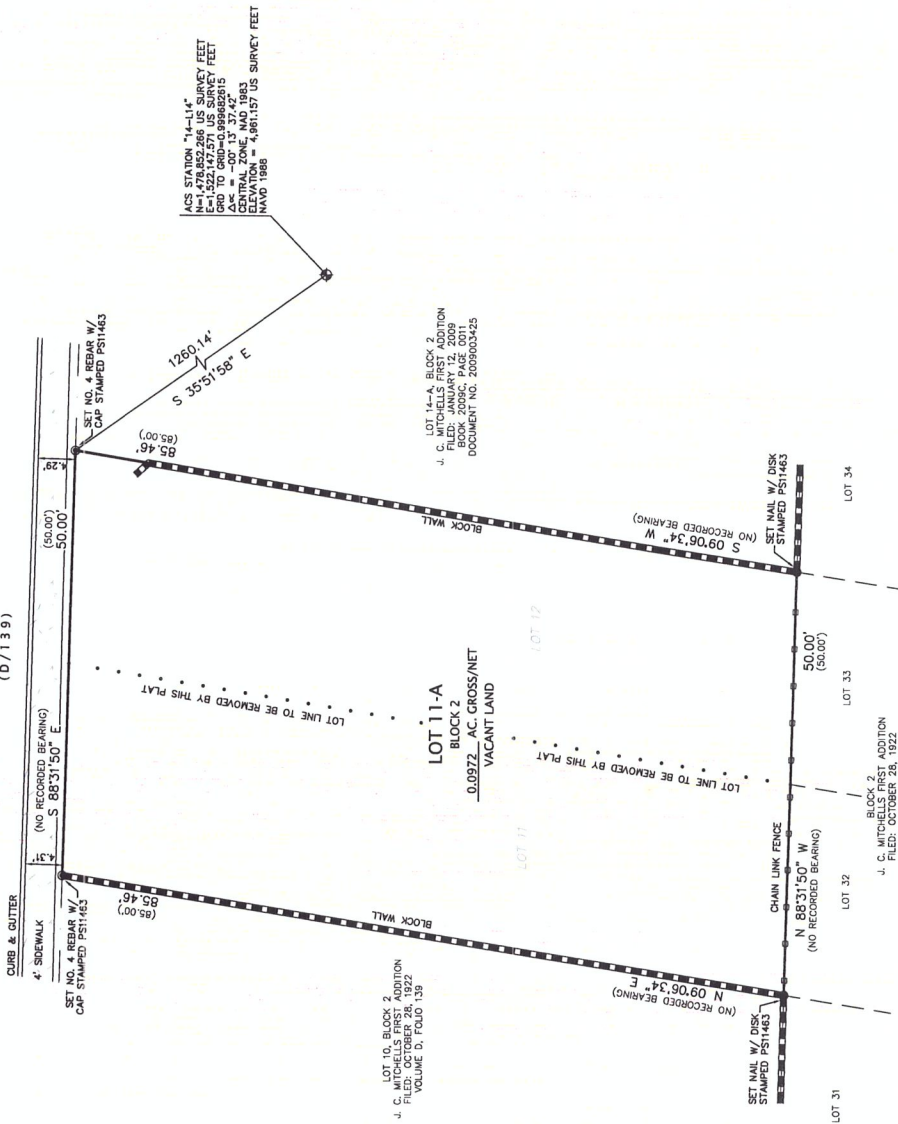 (D/139)
CURB & GUTTER
4' SIDEWALK
4.31'
(NO RECORDED BEARING)
S 88°31'50" E
(50.00')
50.00'
4.29'
SET NO. 4 REBAR W/
CAP STAMPED PS11463
SET NO. 4 REBAR W/
CAP STAMPED PS11463
ACS STATION "14-L14"
N=1,478,852.266 US SURVEY FEET
E=1,522,147.571 US SURVEY FEET
GRD TO GRID=0.999682615
Δ∝ = -00° 13' 37.42"
CENTRAL ZONE, NAD 1983
ELEVATION = 4,961.157 US SURVEY FEET
NAVD 1988
1260.14'
S 35°51'58" E
85.46'
(85.00')
85.46'
(85.00')
BLOCK WALL
BLOCK WALL
LOT 14-A, BLOCK 2
J. C. MITCHELLS FIRST ADDITION
FILED: JANUARY 12, 2009
BOOK 2009C, PAGE 0011
DOCUMENT NO. 2009003425
LOT LINE TO BE REMOVED BY THIS PLAT
LOT 12
LOT 11-A
BLOCK 2
0.0972 AC. GROSS/NET
VACANT LAND
LOT LINE TO BE REMOVED BY THIS PLAT
LOT 11
LOT 10, BLOCK 2
J. C. MITCHELLS FIRST ADDITION
FILED: OCTOBER 28, 1922
VOLUME D, FOLIO 139
S 09°06'34" W
(NO RECORDED BEARING)
N 09°06'34" E
(NO RECORDED BEARING)
SET NAIL W/ DISK
STAMPED PS11463
SET NAIL W/ DISK
STAMPED PS11463
CHAIN LINK FENCE
N 88°31'50" W
(NO RECORDED BEARING)
50.00'
(50.00')
LOT 31
LOT 32
LOT 33
LOT 34
BLOCK 2
J. C. MITCHELLS FIRST ADDITION
FILED: OCTOBER 28, 1922